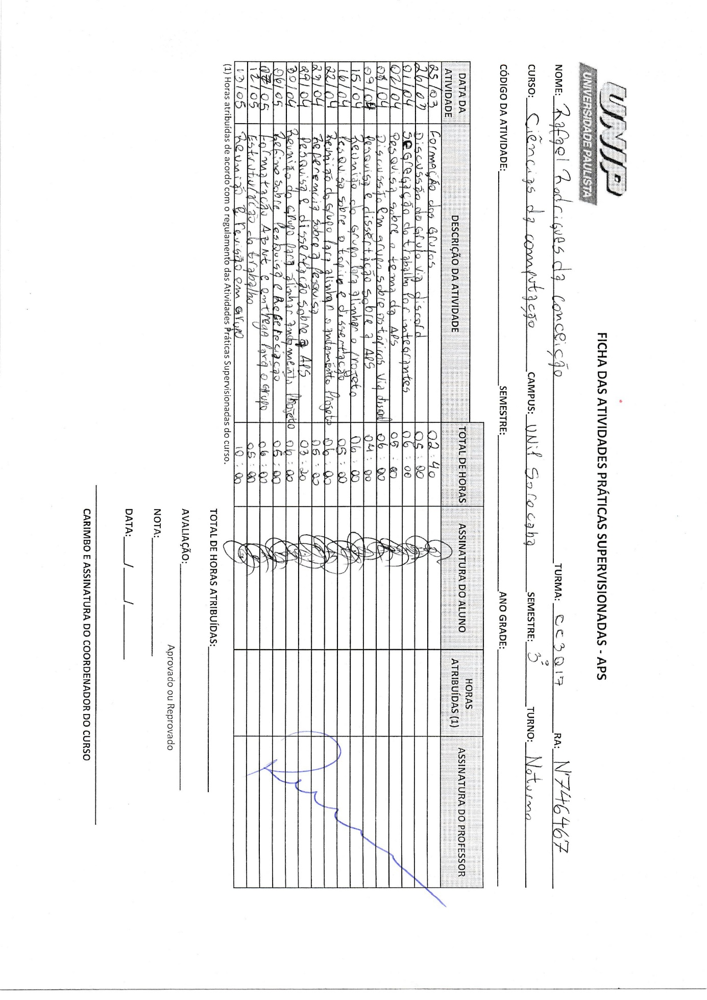 UNIP
UNIVERSIDADE PAULISTA
FICHA DAS ATIVIDADES PRÁTICAS SUPERVISIONADAS - APS
NOME: Rafael Rodrigues da Conceição TURMA: CC3Q17 RA: N746467
CURSO: Ciências da computação CAMPUS: UNIP Sorocaba SEMESTRE: 3º TURNO: Noturno
CÓDIGO DA ATIVIDADE: SEMESTRE: ANO GRADE:
DATA DA ATIVIDADE DESCRIÇÃO DA ATIVIDADE TOTAL DE HORAS ASSINATURA DO ALUNO HORAS ATRIBUÍDAS (1) ASSINATURA DO PROFESSOR
25/03 Formação dos Grupos 02:40
26/03 Discussão do Grupo via discord 05:00
01/04 Segregação do trabalho por integrantes 06:00
02/04 Pesquisa sobre o tema da APS 05:00
08/04 Discussão em grupo sobre os tópicos via discord 06:00
09/04 Pesquisa e dissertação sobre a APS 04:00
15/04 Reunião do grupo para alinhar o projeto 06:00
16/04 Pesquisa sobre o tópico e dissertação 05:00
22/04 Reunião do grupo para alinhar o andamento Projeto 06:00
23/04 Referencia sobre a Pesquisa 05:00
29/04 Pesquisa e dissertação sobre a APS 03:20
30/04 Reunião do grupo para alinhar andamento Projeto 06:00
06/05 Refino sobre Pesquisa e Referenciação 05:00
07/05 Formatação ABNT e entrega para o grupo 06:00
12/05 Estruturação do trabalho 05:00
13/05 Reunião e revisão em grupo 10:00
(1) Horas atribuídas de acordo com o regulamento das Atividades Práticas Supervisionadas do curso.
TOTAL DE HORAS ATRIBUÍDAS:
AVALIAÇÃO:
Aprovado ou Reprovado
NOTA:
DATA: / /
CARIMBO E ASSINATURA DO COORDENADOR DO CURSO